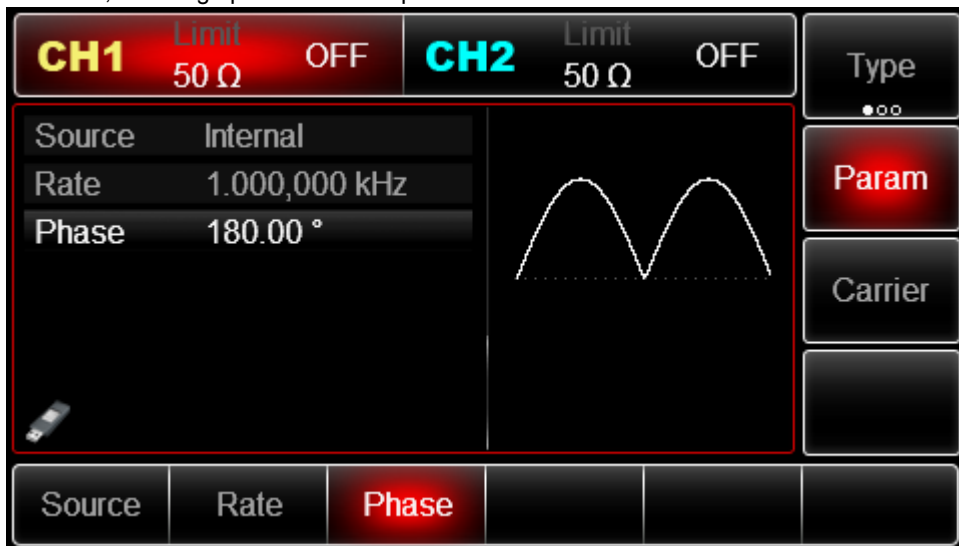 CH1 Limit 50 Ω OFF CH2 Limit 50 Ω OFF Type
Source Internal
Rate 1.000,000 kHz
Phase 180.00 °
Param
Carrier
Source Rate Phase